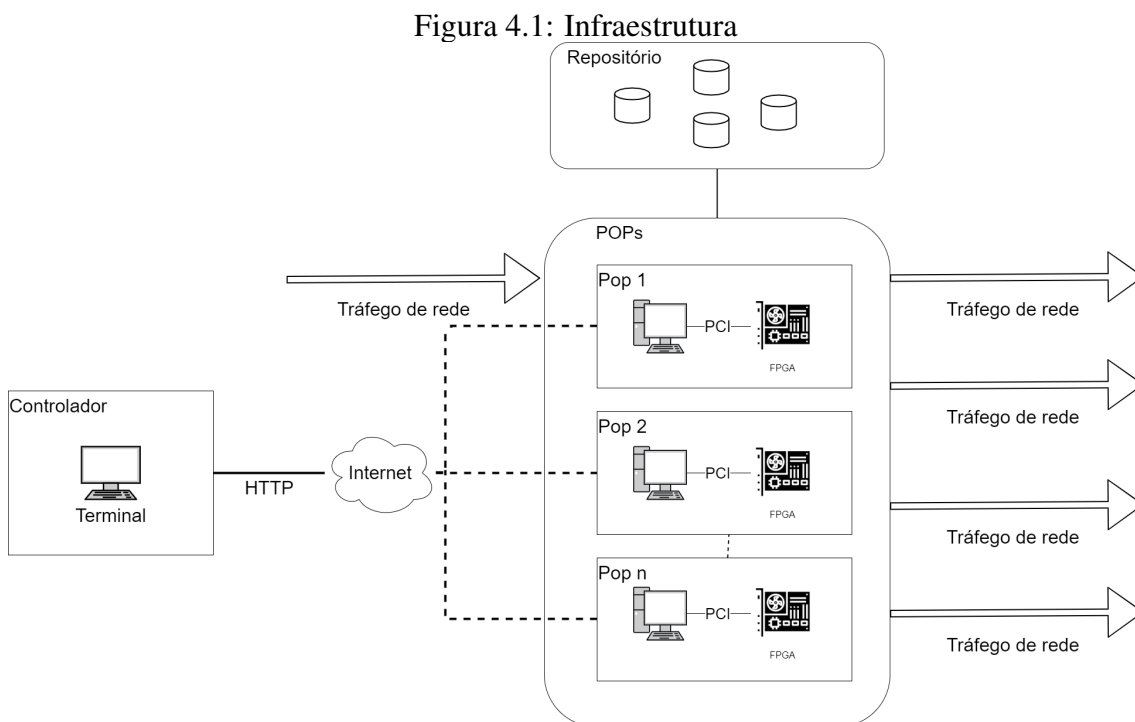 Figura 4.1: Infraestrutura
Repositório
POPs
Pop 1
PCI
FPGA
Tráfego de rede
Tráfego de rede
Controlador
Terminal
HTTP
Internet
Pop 2
PCI
FPGA
Tráfego de rede
Tráfego de rede
Pop n
PCI
FPGA
Tráfego de rede